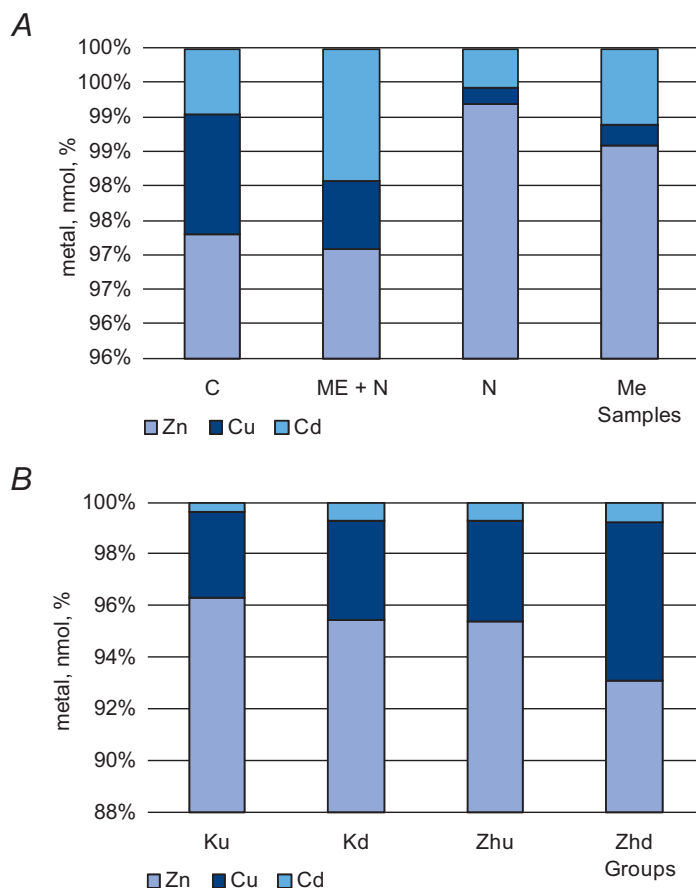 A
metal, nmol, %
100%
100%
99%
99%
98%
98%
97%
97%
96%
96%
C ME + N N Me
Samples
Zn Cu Cd
B
metal, nmol, %
100%
98%
96%
94%
92%
90%
88%
Ku Kd Zhu Zhd
Groups
Zn Cu Cd